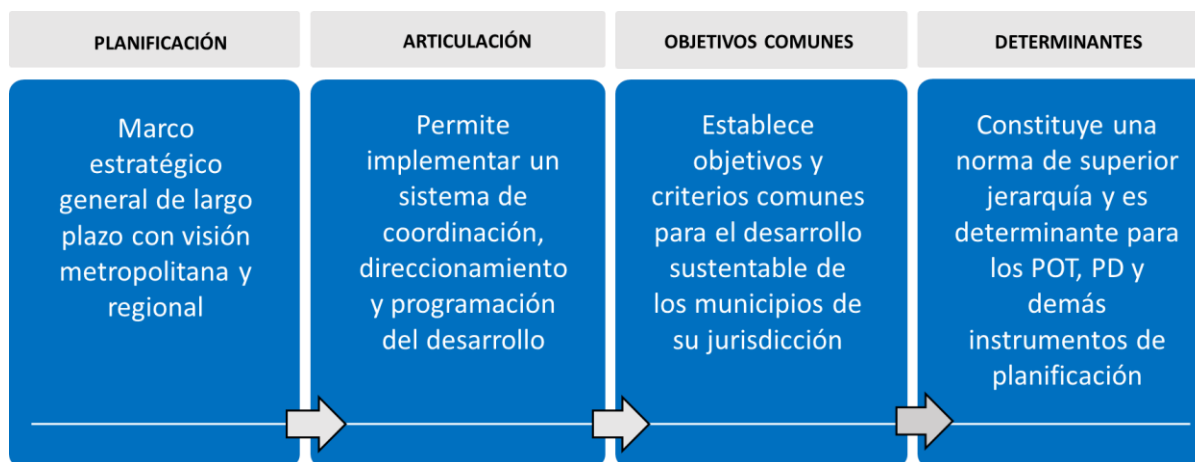 PLANIFICACIÓN
Marco
estratégico
general de largo
plazo con visión
metropolitana y
regional
ARTICULACIÓN
Permite
implementar un
sistema de
coordinación,
direccionamiento
y programación
del desarrollo
OBJETIVOS COMUNES
Establece
objetivos y
criterios comunes
para el desarrollo
sustentable de
los municipios de
su jurisdicción
DETERMINANTES
Constituye una
norma de superior
jerarquía y es
determinante para
los POT, PD y
demás
instrumentos de
planificación